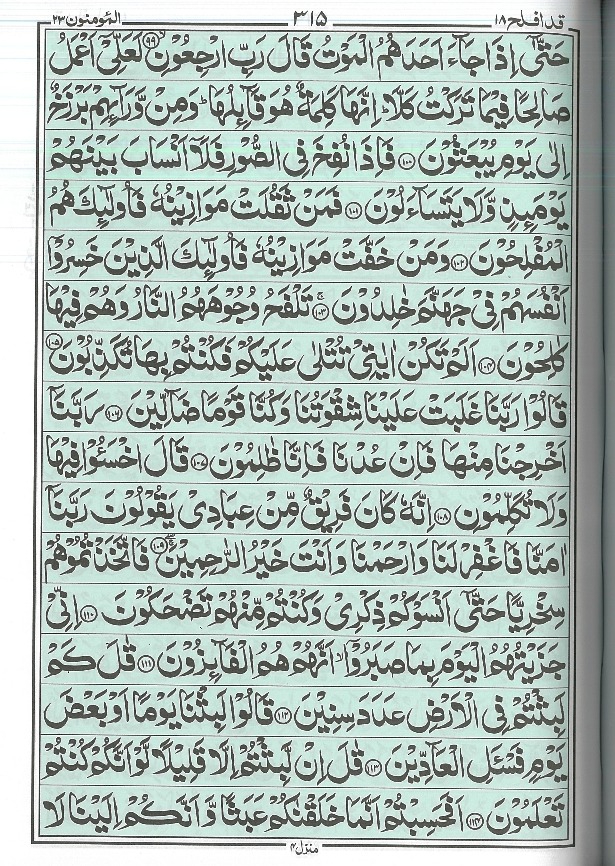 قد افلح ١٨ ٣١٥ المؤمنون ٢٣
حَتّٰۤى اِذَا جَآءَ اَحَدَهُمُ الْمَوْتُ قَالَ رَبِّ ارْجِعُوْنِ ۙ‏﴿۹۹﴾ لَعَلِّىْۤ اَعْمَلُ
صَالِحًا فِيْمَا تَرَكْتُ كَلَّا ؕ اِنَّهَا كَلِمَةٌ هُوَ قَآئِلُهَا ؕ وَمِنْ وَّرَآئِهِمْ بَرْزَخٌ
اِلٰى يَوْمِ يُبْعَثُوْنَ ﴿۱۰۰﴾ فَاِذَا نُفِخَ فِى الصُّوْرِ فَلَاۤ اَنْسَابَ بَيْنَهُمْ
يَوْمَئِذٍ وَّلَا يَتَسَآءَلُوْنَ ﴿۱۰۱﴾ فَمَنْ ثَقُلَتْ مَوَازِيْنُهٗ فَاُولٰٓئِكَ هُمُ
الْمُفْلِحُوْنَ ﴿۱۰۲﴾ وَمَنْ خَفَّتْ مَوَازِيْنُهٗ فَاُولٰٓئِكَ الَّذِيْنَ خَسِرُوْۤا
اَنْفُسَهُمْ فِىْ جَهَنَّمَ خٰلِدُوْنَ ۚ‏﴿۱۰۳﴾ تَلْفَحُ وُجُوْهَهُمُ النَّارُ وَهُمْ فِيْهَا
كٰلِحُوْنَ ﴿۱۰۴﴾ اَلَمْ تَكُنْ اٰيٰتِىْ تُتْلٰى عَلَيْكُمْ فَكُنْتُمْ بِهَا تُكَذِّبُوْنَ ﴿۱۰۵﴾
قَالُوْا رَبَّنَا غَلَبَتْ عَلَيْنَا شِقْوَتُنَا وَكُنَّا قَوْمًا ضَآلِّيْنَ ﴿۱۰۶﴾ رَبَّنَاۤ
اَخْرِجْنَا مِنْهَا فَاِنْ عُدْنَا فَاِنَّا ظٰلِمُوْنَ ﴿۱۰۷﴾ قَالَ اخْسَـُٔوْا فِيْهَا
وَلَا تُكَلِّمُوْنِ ﴿۱۰۸﴾ اِنَّهٗ كَانَ فَرِيْقٌ مِّنْ عِبَادِىْ يَقُوْلُوْنَ رَبَّنَاۤ
اٰمَنَّا فَاغْفِرْ لَنَا وَارْحَمْنَا وَاَنْتَ خَيْرُ الرّٰحِمِيْنَ ﴿۱۰۹﴾ فَاتَّخَذْتُمُوْهُمْ
سِخْرِيًّا حَتّٰۤى اَنْسَوْكُمْ ذِكْرِىْ وَكُنْتُمْ مِّنْهُمْ تَضْحَكُوْنَ ﴿۱۱۰﴾ اِنِّىْ
جَزَيْتُهُمُ الْيَوْمَ بِمَا صَبَرُوْۤا ۙ اَنَّهُمْ هُمُ الْفَآئِزُوْنَ ﴿۱۱۱﴾ قٰلَ كَمْ
لَبِثْتُمْ فِى الْاَرْضِ عَدَدَ سِنِيْنَ ﴿۱۱۲﴾ قَالُوْا لَبِثْنَا يَوْمًا اَوْ بَعْضَ
يَوْمٍ فَسْـَٔلِ الْعَآدِّيْنَ ﴿۱۱۳﴾ قٰلَ اِنْ لَّبِثْتُمْ اِلَّا قَلِيْلًا لَّوْ اَنَّكُمْ كُنْتُمْ
تَعْلَمُوْنَ ﴿۱۱۴﴾ اَفَحَسِبْتُمْ اَنَّمَا خَلَقْنٰكُمْ عَبَثًا وَّاَنَّكُمْ اِلَيْنَا لَا
منزل ۴